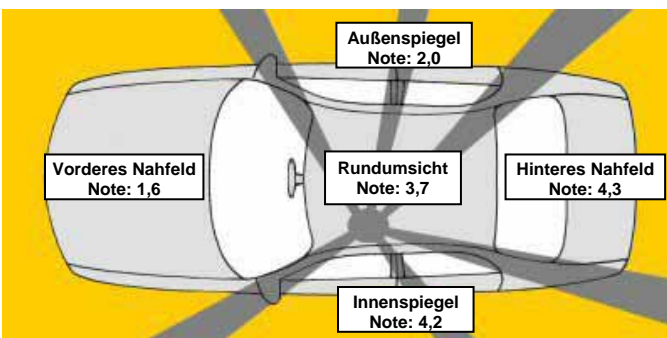 Außenspiegel
Note: 2,0
Vorderes Nahfeld
Note: 1,6
Rundumsicht
Note: 3,7
Hinteres Nahfeld
Note: 4,3
Innenspiegel
Note: 4,2